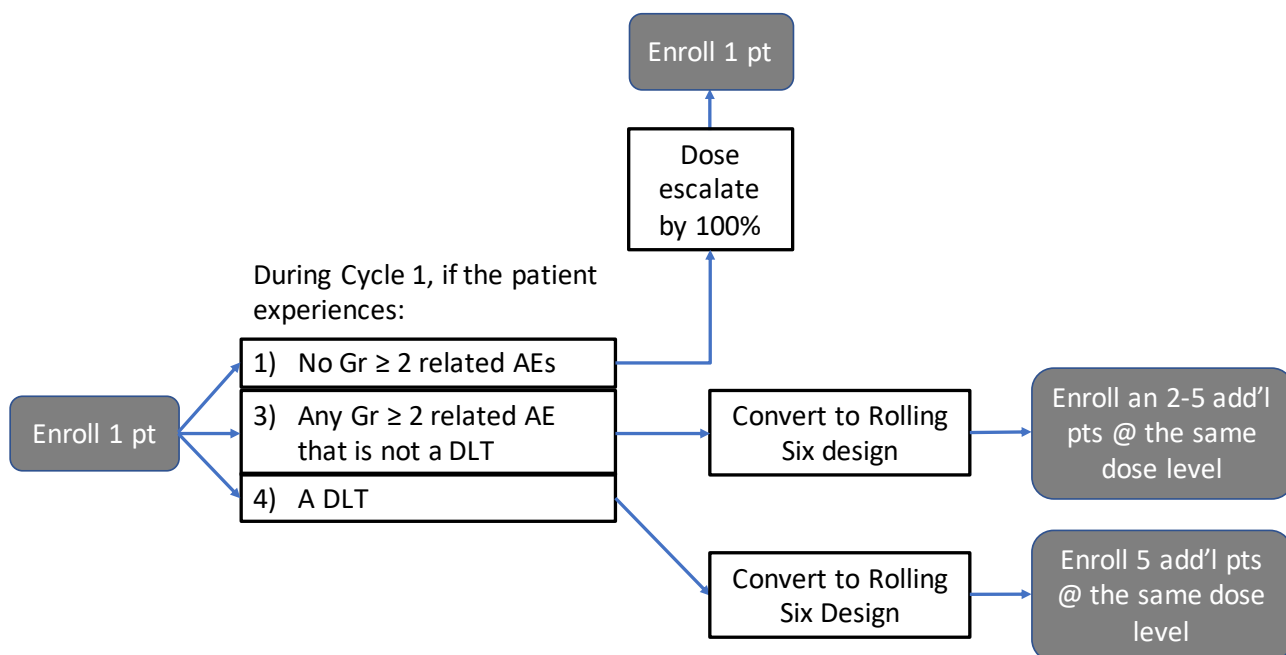 Enroll 1 pt
Dose
escalate
by 100%
During Cycle 1, if the patient
experiences:
1) No Gr ≥ 2 related AEs
3) Any Gr ≥ 2 related AE
that is not a DLT
4) A DLT
Enroll 1 pt
Convert to Rolling
Six design
Enroll an 2-5 add’l
pts @ the same
dose level
Convert to Rolling
Six Design
Enroll 5 add’l pts
@ the same dose
level